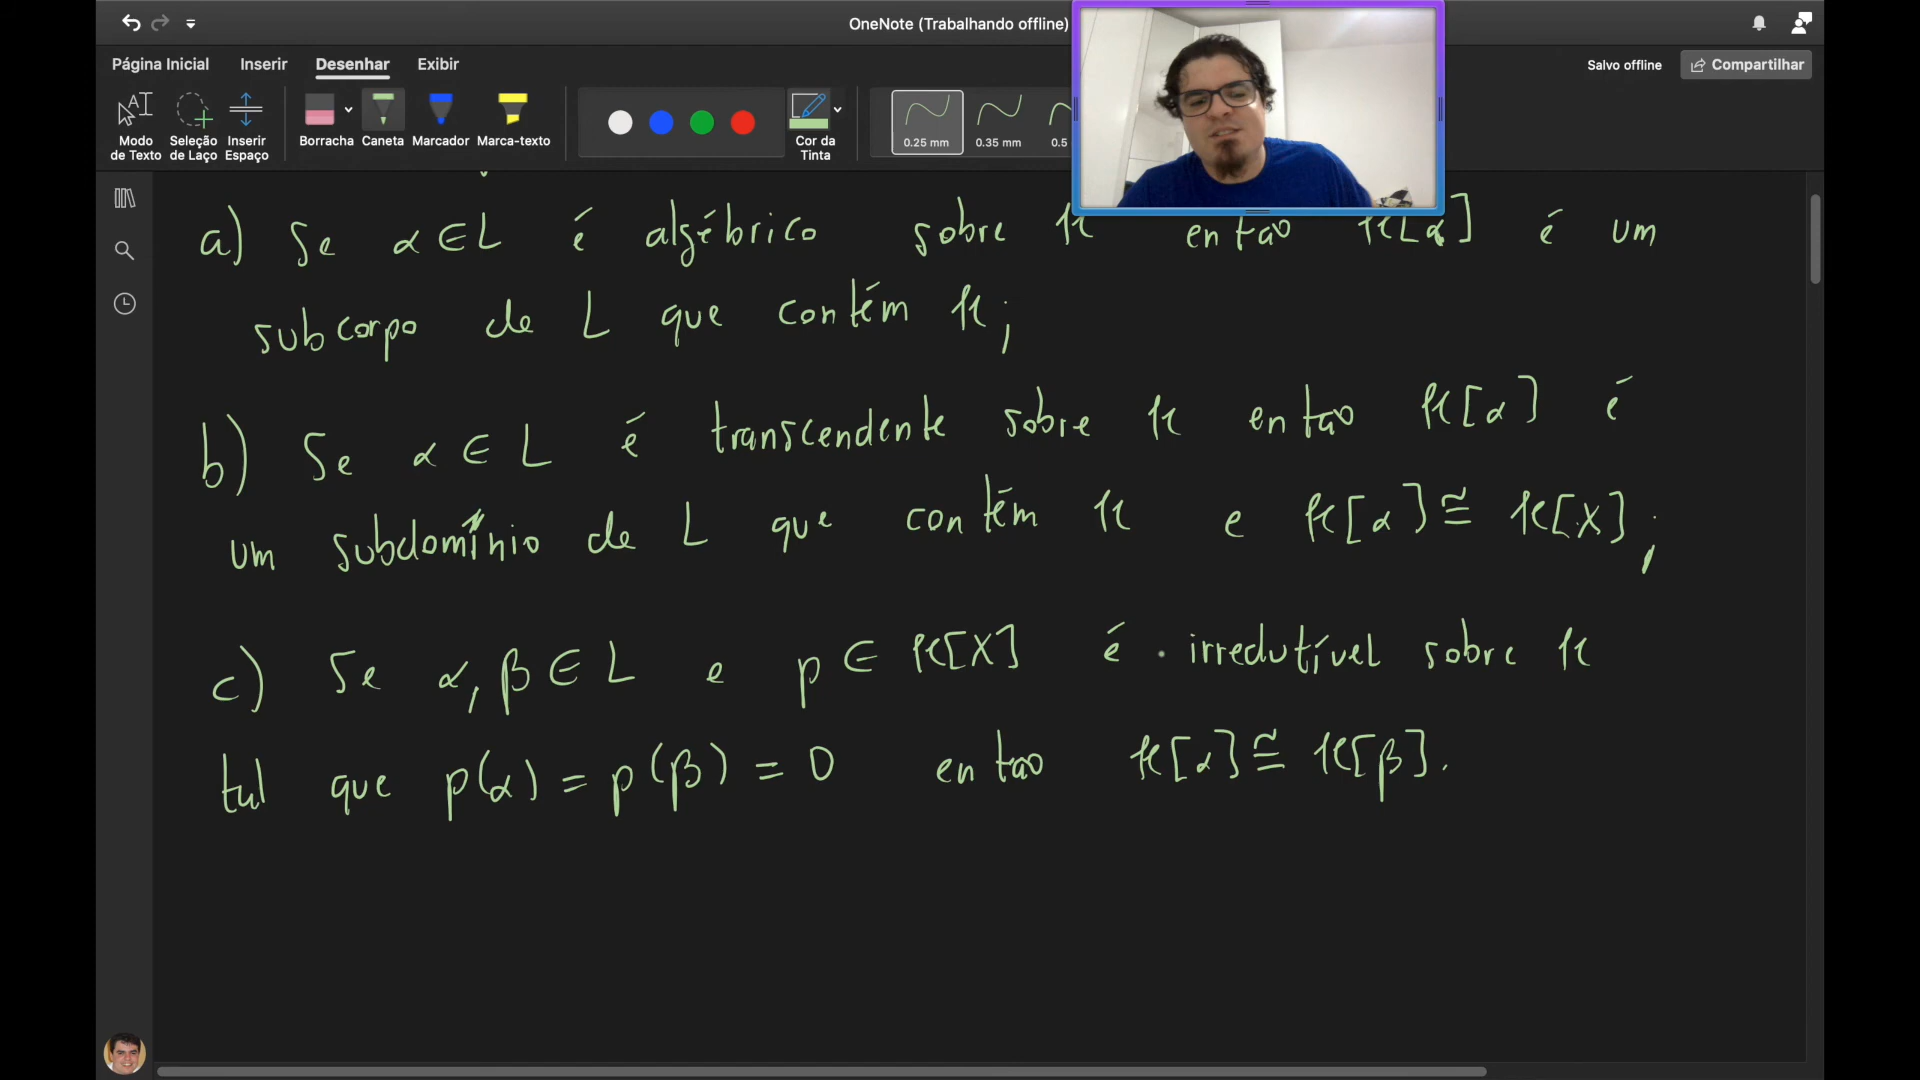 OneNote (Trabalhando offline)
Página Inicial Inserir Desenhar Exibir
Salvo offline Compartilhar
Modo de Texto Seleção de Laço Inserir Espaço Borracha Caneta Marcador Marca-texto Cor da Tinta 0.25 mm 0.35 mm 0.5
a) Se α ∈ L é algébrico sobre K então K[α] é um
subcorpo de L que contém K;
b) Se α ∈ L é transcendente sobre K então K[α] é
um subdomínio de L que contém K e K[α] ≅ K[X];
c) Se α, β ∈ L e p ∈ K[X] é irredutível sobre K
tal que p(α) = p(β) = 0 então K[α] ≅ K[β].